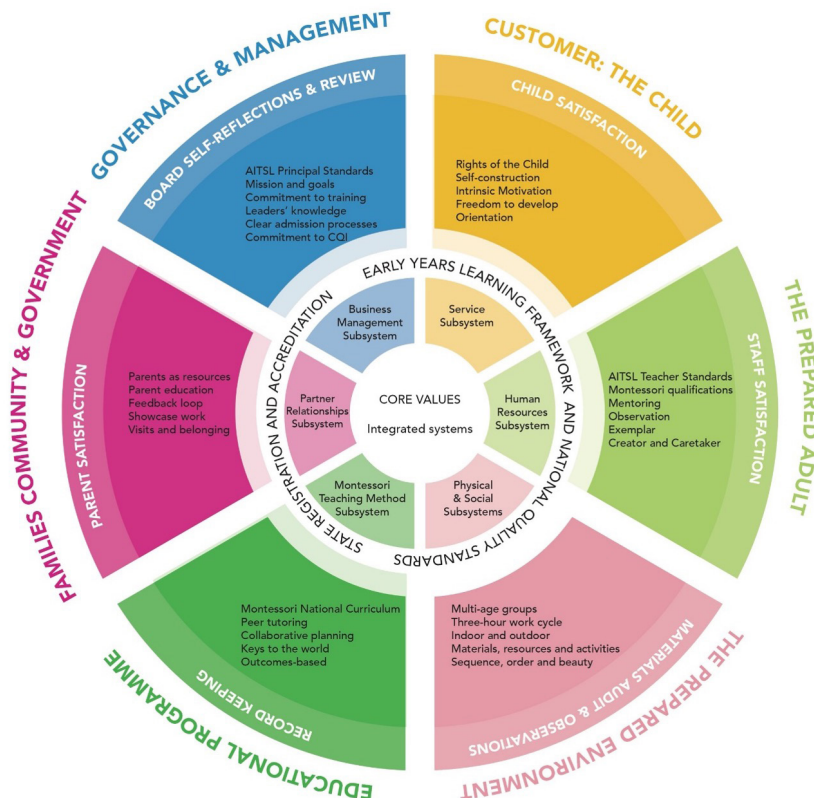 GOVERNANCE & MANAGEMENT
BOARD SELF-REFLECTIONS & REVIEW
AITSL Principal Standards
Mission and goals
Commitment to training
Leaders' knowledge
Clear admission processes
Commitment to CQI
CUSTOMER: THE CHILD
CHILD SATISFACTION
Rights of the Child
Self-construction
Intrinsic Motivation
Freedom to develop
Orientation
THE PREPARED ADULT
STAFF SATISFACTION
AITSL Teacher Standards
Montessori qualifications
Mentoring
Observation
Exemplar
Creator and Caretaker
THE PREPARED ENVIRONMENT
MATERIALS AUDIT & OBSERVATIONS
Multi-age groups
Three-hour work cycle
Indoor and outdoor
Materials, resources and activities
Sequence, order and beauty
EDUCATIONAL PROGRAMME
RECORD KEEPING
Montessori National Curriculum
Peer tutoring
Collaborative planning
Keys to the world
Outcomes-based
FAMILIES COMMUNITY & GOVERNMENT
PARENT SATISFACTION
Parents as resources
Parent education
Feedback loop
Showcase work
Visits and belonging
STATE REGISTRATION AND ACCREDITATION
EARLY YEARS LEARNING FRAMEWORK AND NATIONAL QUALITY STANDARDS
Business
Management
Subsystem
Service
Subsystem
Human
Resources
Subsystem
Physical
& Social
Subsystems
Montessori
Teaching Method
Subsystem
Partner
Relationships
Subsystem
CORE VALUES
Integrated systems